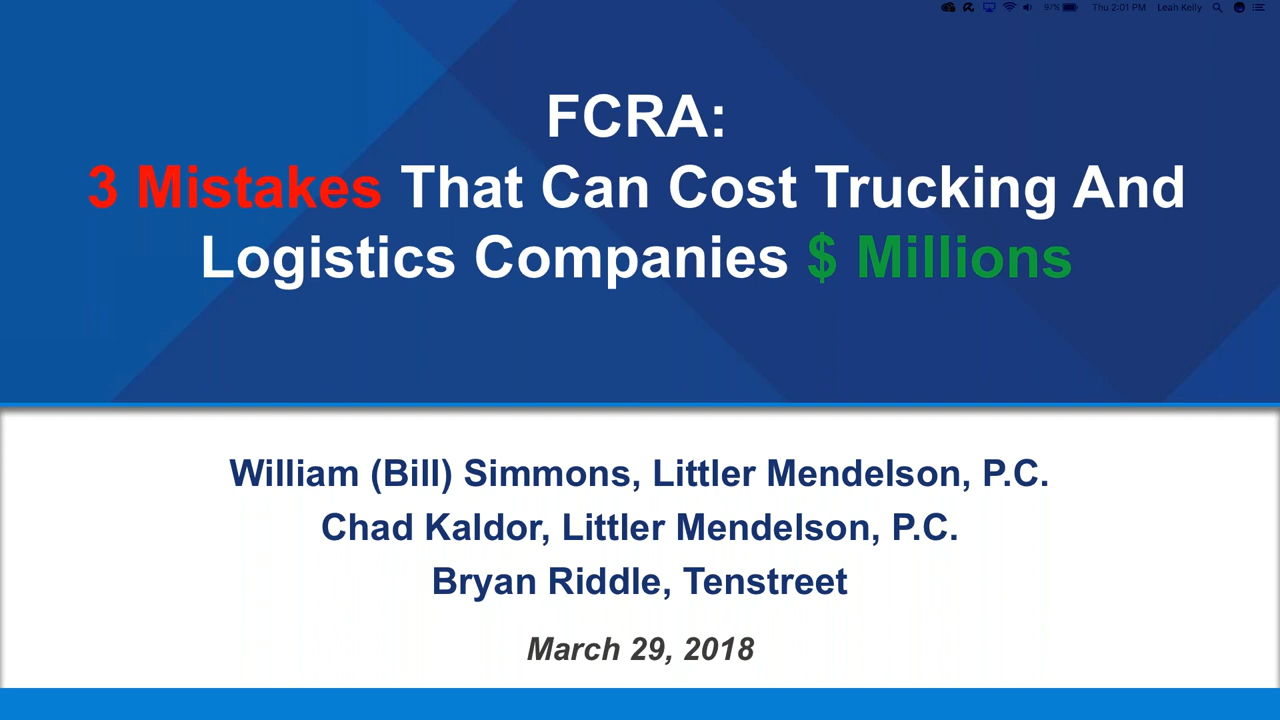 97% Thu 2:01 PM Leah Kelly
FCRA:
3 Mistakes That Can Cost Trucking And
Logistics Companies $ Millions
William (Bill) Simmons, Littler Mendelson, P.C.
Chad Kaldor, Littler Mendelson, P.C.
Bryan Riddle, Tenstreet
March 29, 2018